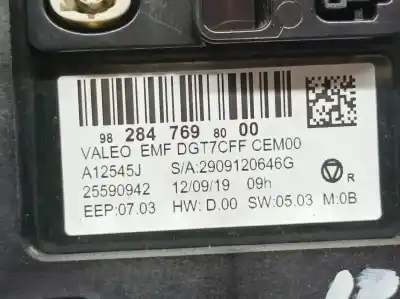 98 284 769 80 00
VALEO EMF DGT7CFF CEM00
A12545J S/A:2909120646G
25590942 12/09/19 09h
R
EEP:07.03 HW: D.00 SW:05.03 M:0B